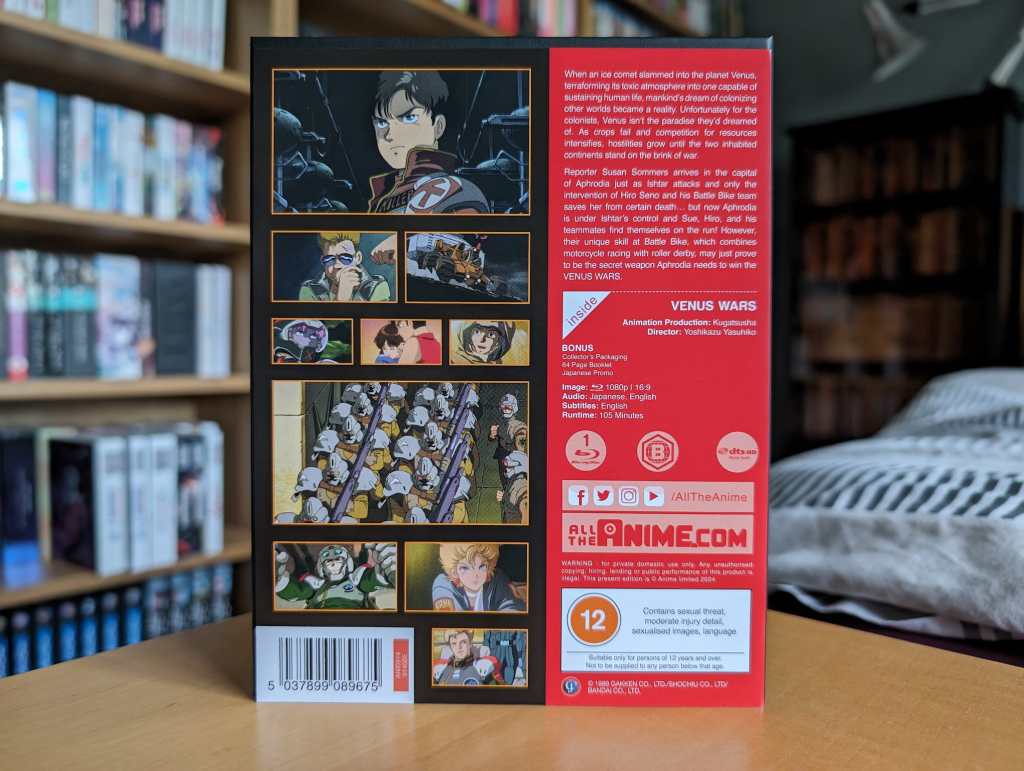 When an ice comet slammed into the planet Venus,
terraforming its toxic atmosphere into one capable of
sustaining human life, mankind's dream of colonizing
other worlds became a reality. Unfortunately for the
colonists, Venus isn't the paradise they'd dreamed
of. As crops fail and competition for resources
intensifies, hostilities grow until the two inhabited
continents stand on the brink of war.
Reporter Susan Sommers arrives in the capital
of Aphrodia just as Ishtar attacks and only the
intervention of Hiro Seno and his Battle Bike team
saves her from certain death... but now Aphrodia
is under Ishtar's control and Sue, Hiro, and his
teammates find themselves on the run! However,
their unique skill at Battle Bike, which combines
motorcycle racing with roller derby, may just prove
to be the secret weapon Aphrodia needs to win the
VENUS WARS.
inside
VENUS WARS
Animation Production: Kugatsusha
Director: Yoshikazu Yasuhiko
BONUS
Collector's Packaging
64 Page Booklet
Japanese Promo
Image: 1080p | 16:9
Audio: Japanese, English
Subtitles: English
Runtime: 105 Minutes
1
B
dts-HD
/AllTheAnime
ALL THE ANIME.COM
WARNING : for private domestic use only. Any unauthorised
copying, hiring, lending or public performance of this product is
illegal. This present edition is © Anime limited 2024
12
Contains sexual threat,
moderate injury detail,
sexualised images, language
Suitable only for persons of 12 years and over.
Not to be supplied to any person below that age.
© 1989 GAKKEN CO., LTD./SHOCHIKU CO., LTD./
BANDAI CO., LTD.
5 037899 089675